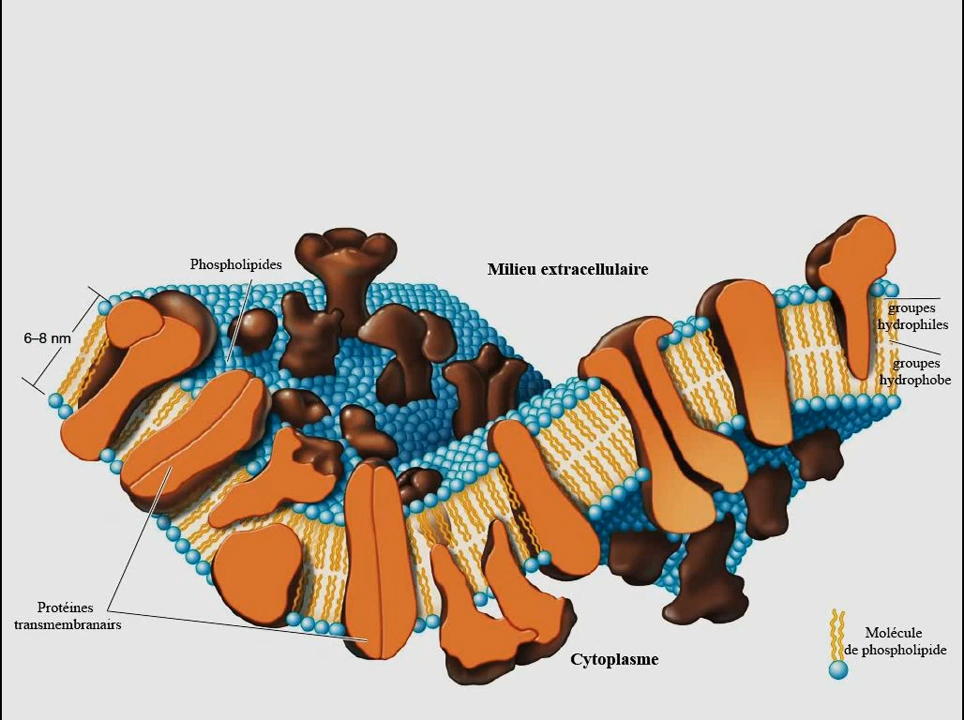 Phospholipides
Milieu extracellulaire
6–8 nm
groupes
hydrophiles
groupes
hydrophobe
Protéines
transmembranairs
Cytoplasme
Molécule
de phospholipide